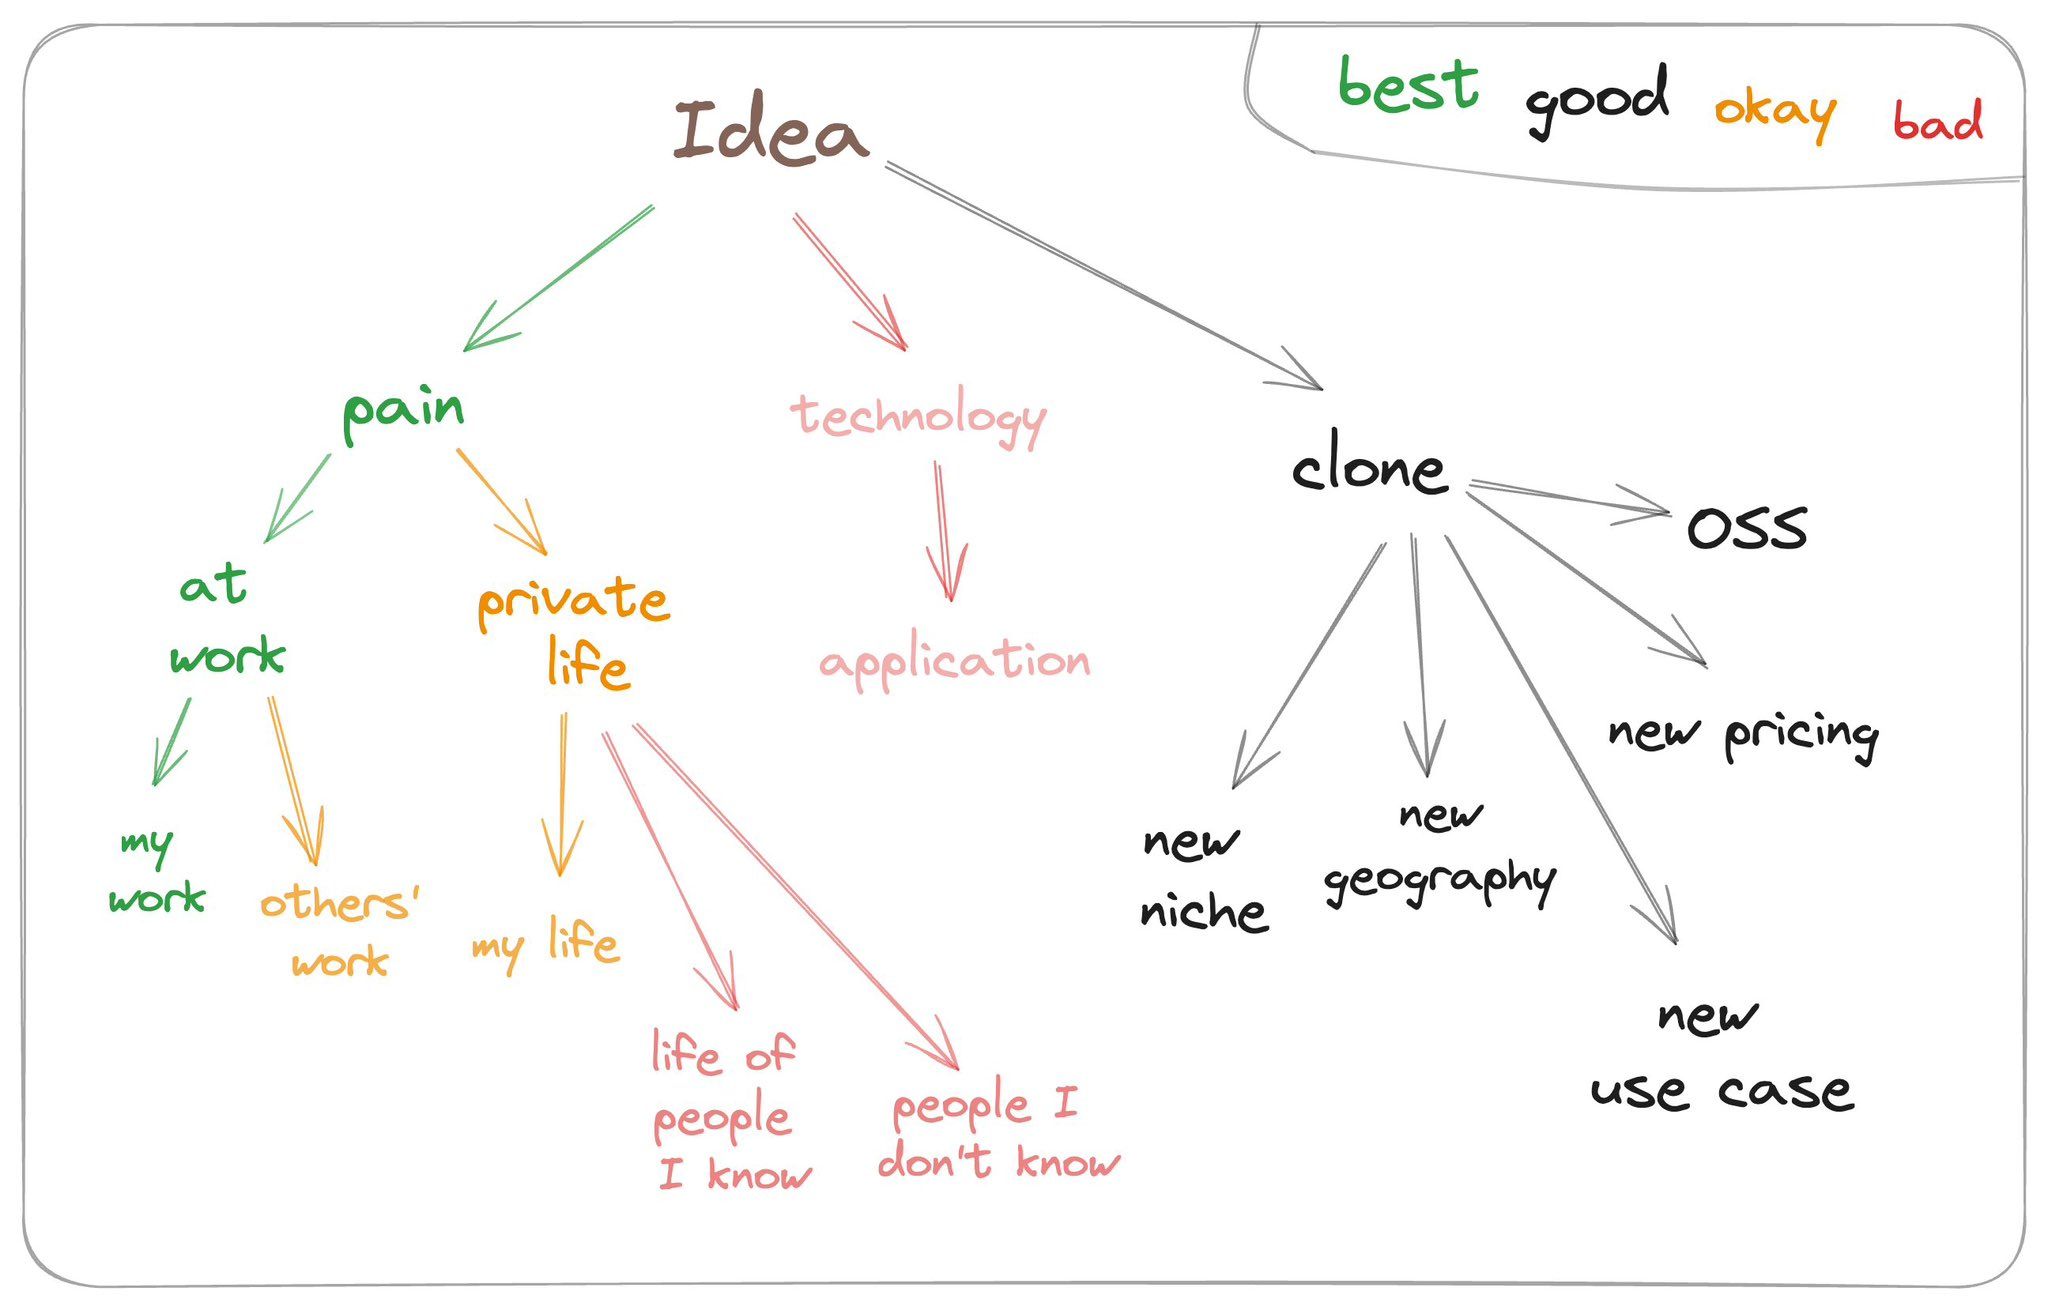 best good okay bad
Idea
pain
technology
clone
OSS
at
work
private
life
application
new pricing
my
work
others'
work
my life
new
niche
new
geography
life of
people
I know
people I
don't know
new
use case